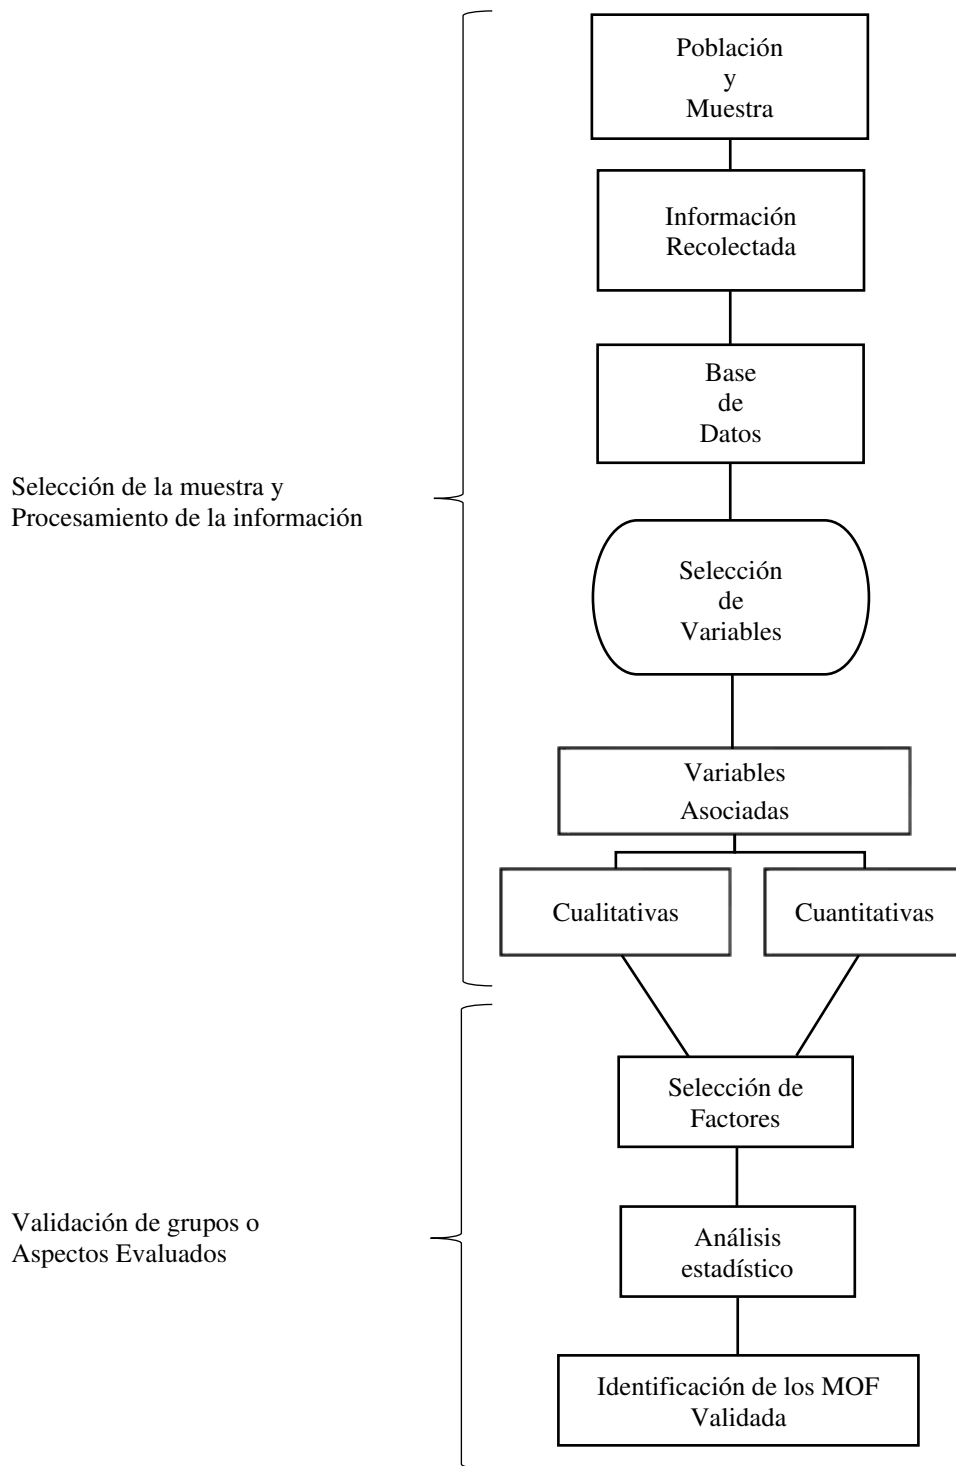 Población
y
Muestra
Información
Recolectada
Base
de
Datos
Selección de la muestra y
Procesamiento de la información
Selección
de
Variables
Variables
Asociadas
Cualitativas
Cuantitativas
Selección de
Factores
Validación de grupos o
Aspectos Evaluados
Análisis
estadístico
Identificación de los MOF
Validada